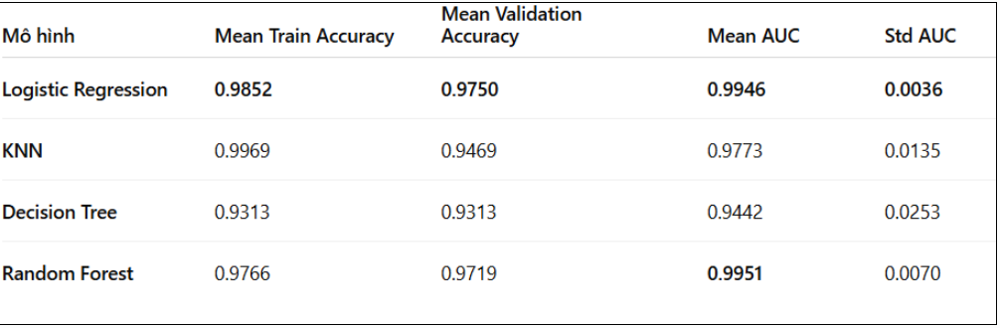 Mô hình Mean Train Accuracy Mean Validation Accuracy Mean AUC Std AUC
Logistic Regression 0.9852 0.9750 0.9946 0.0036
KNN 0.9969 0.9469 0.9773 0.0135
Decision Tree 0.9313 0.9313 0.9442 0.0253
Random Forest 0.9766 0.9719 0.9951 0.0070